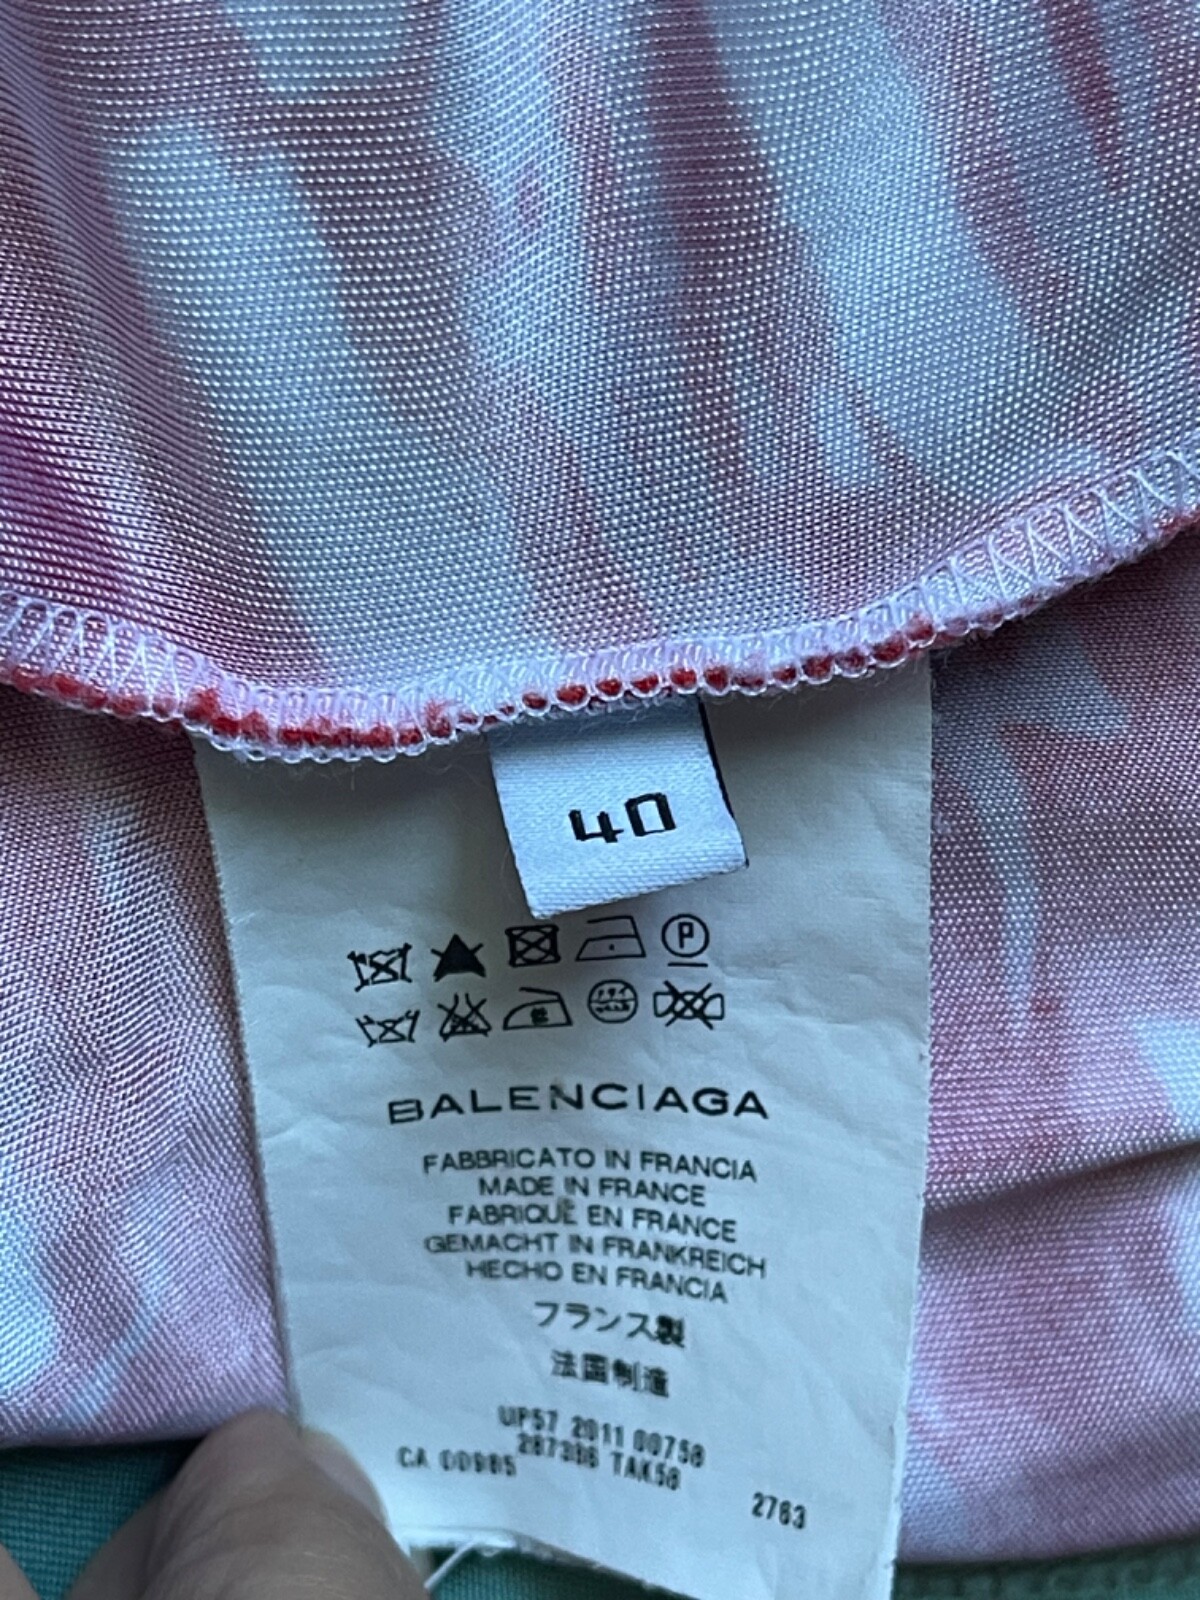 40
P
BALENCIAGA
FABBRICATO IN FRANCIA
MADE IN FRANCE
FABRIQUÉ EN FRANCE
GEMACHT IN FRANKREICH
HECHO EN FRANCIA
フランス製
法国制造
UP57 2011 00758
287386 TAK58
CA 00985
2763